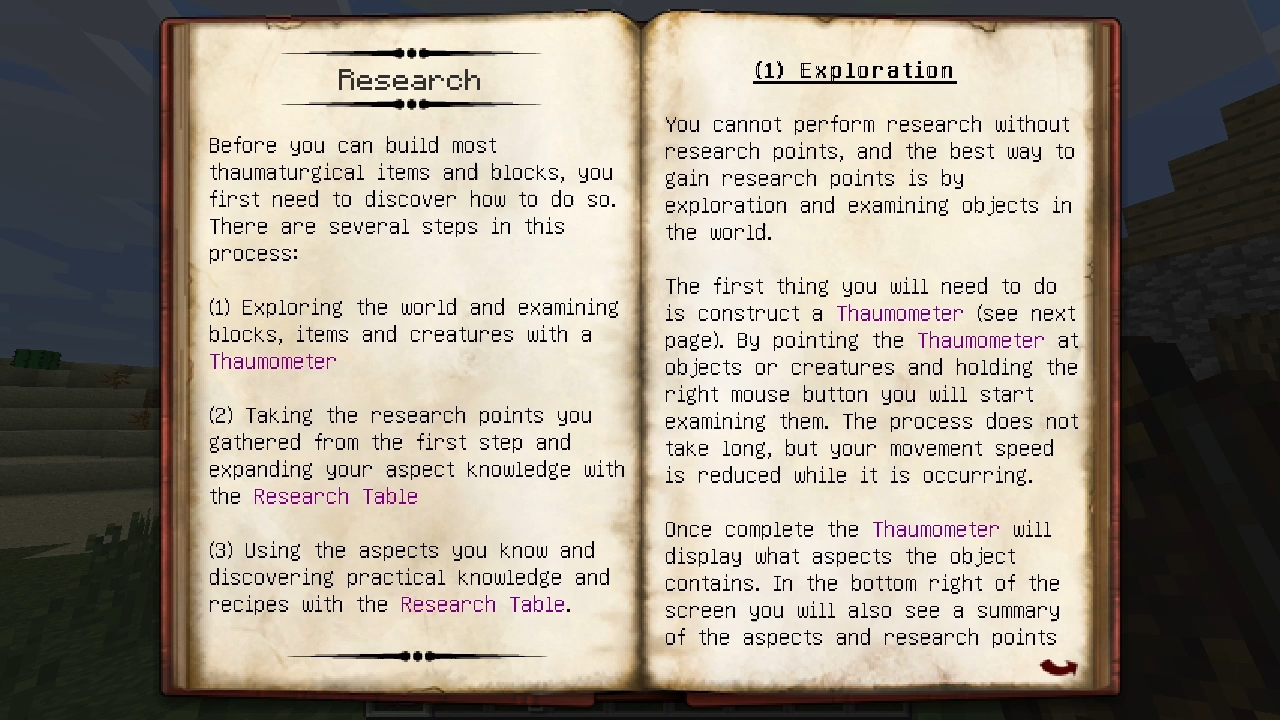 Research
Before you can build most
thaumaturgical items and blocks, you
first need to discover how to do so.
There are several steps in this
process:
(1) Exploring the world and examining
blocks, items and creatures with a
Thaumometer
(2) Taking the research points you
gathered from the first step and
expanding your aspect knowledge with
the Research Table
(3) Using the aspects you know and
discovering practical knowledge and
recipes with the Research Table.
(1) Exploration
You cannot perform research without
research points, and the best way to
gain research points is by
exploration and examining objects in
the world.
The first thing you will need to do
is construct a Thaumometer (see next
page). By pointing the Thaumometer at
objects or creatures and holding the
right mouse button you will start
examining them. The process does not
take long, but your movement speed
is reduced while it is occurring.
Once complete the Thaumometer will
display what aspects the object
contains. In the bottom right of the
screen you will also see a summary
of the aspects and research points